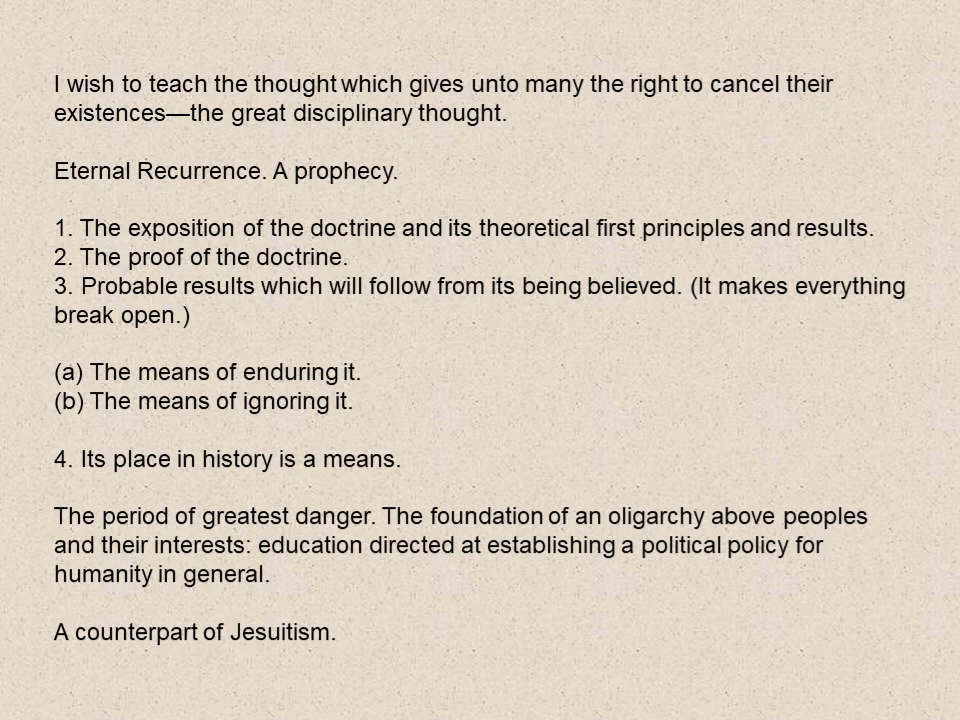 I wish to teach the thought which gives unto many the right to cancel their
existences—the great disciplinary thought.
Eternal Recurrence. A prophecy.
1. The exposition of the doctrine and its theoretical first principles and results.
2. The proof of the doctrine.
3. Probable results which will follow from its being believed. (It makes everything
break open.)
(a) The means of enduring it.
(b) The means of ignoring it.
4. Its place in history is a means.
The period of greatest danger. The foundation of an oligarchy above peoples
and their interests: education directed at establishing a political policy for
humanity in general.
A counterpart of Jesuitism.